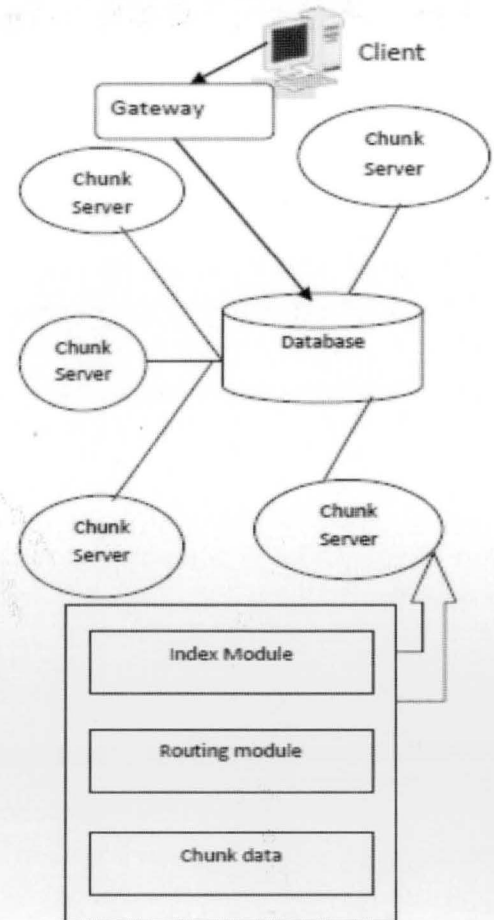 Client
Gateway
Chunk
Server
Chunk
Server
Database
Chunk
Server
Chunk
Server
Chunk
Server
Index Module
Routing module
Chunk data